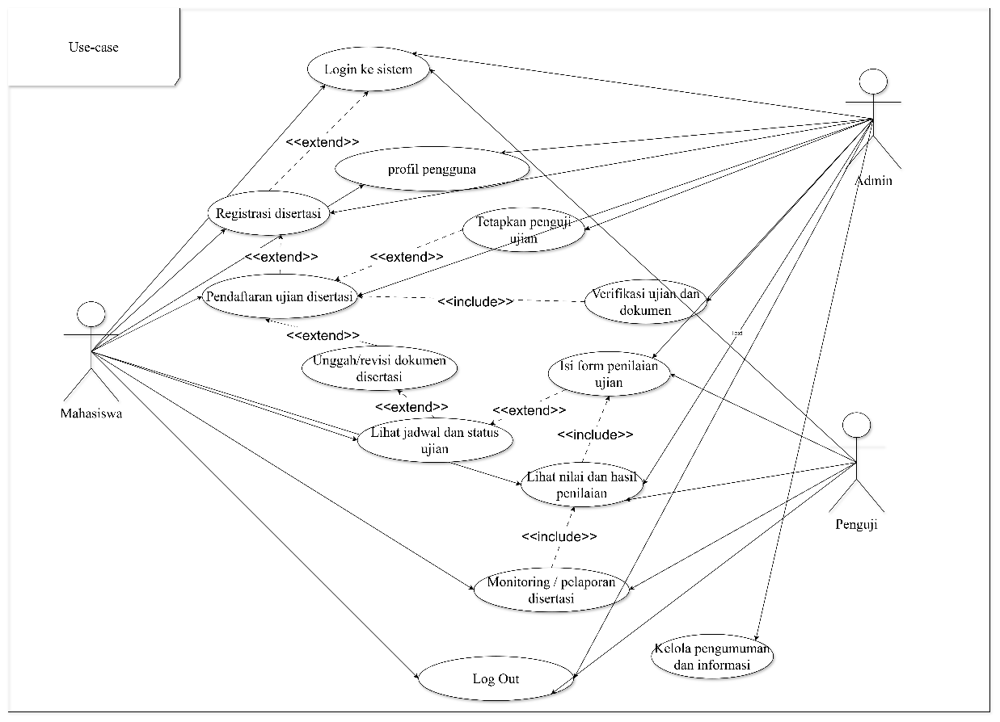 Use-case
Login ke sistem
<<extend>>
profil pengguna
Admin
Registrasi disertasi
Tetapkan penguji
ujian
<<extend>>
<<extend>>
Pendaftaran ujian disertasi
<<include>>
Verifikasi ujian dan
dokumen
<<extend>>
Text
Unggah/revisi dokumen
disertasi
Isi form penilaian
ujian
<<extend>>
<<extend>>
Mahasiswa
Lihat jadwal dan status
ujian
<<include>>
Lihat nilai dan hasil
penilaian
Penguji
<<include>>
Monitoring / pelaporan
disertasi
Kelola pengumuman
dan informasi
Log Out